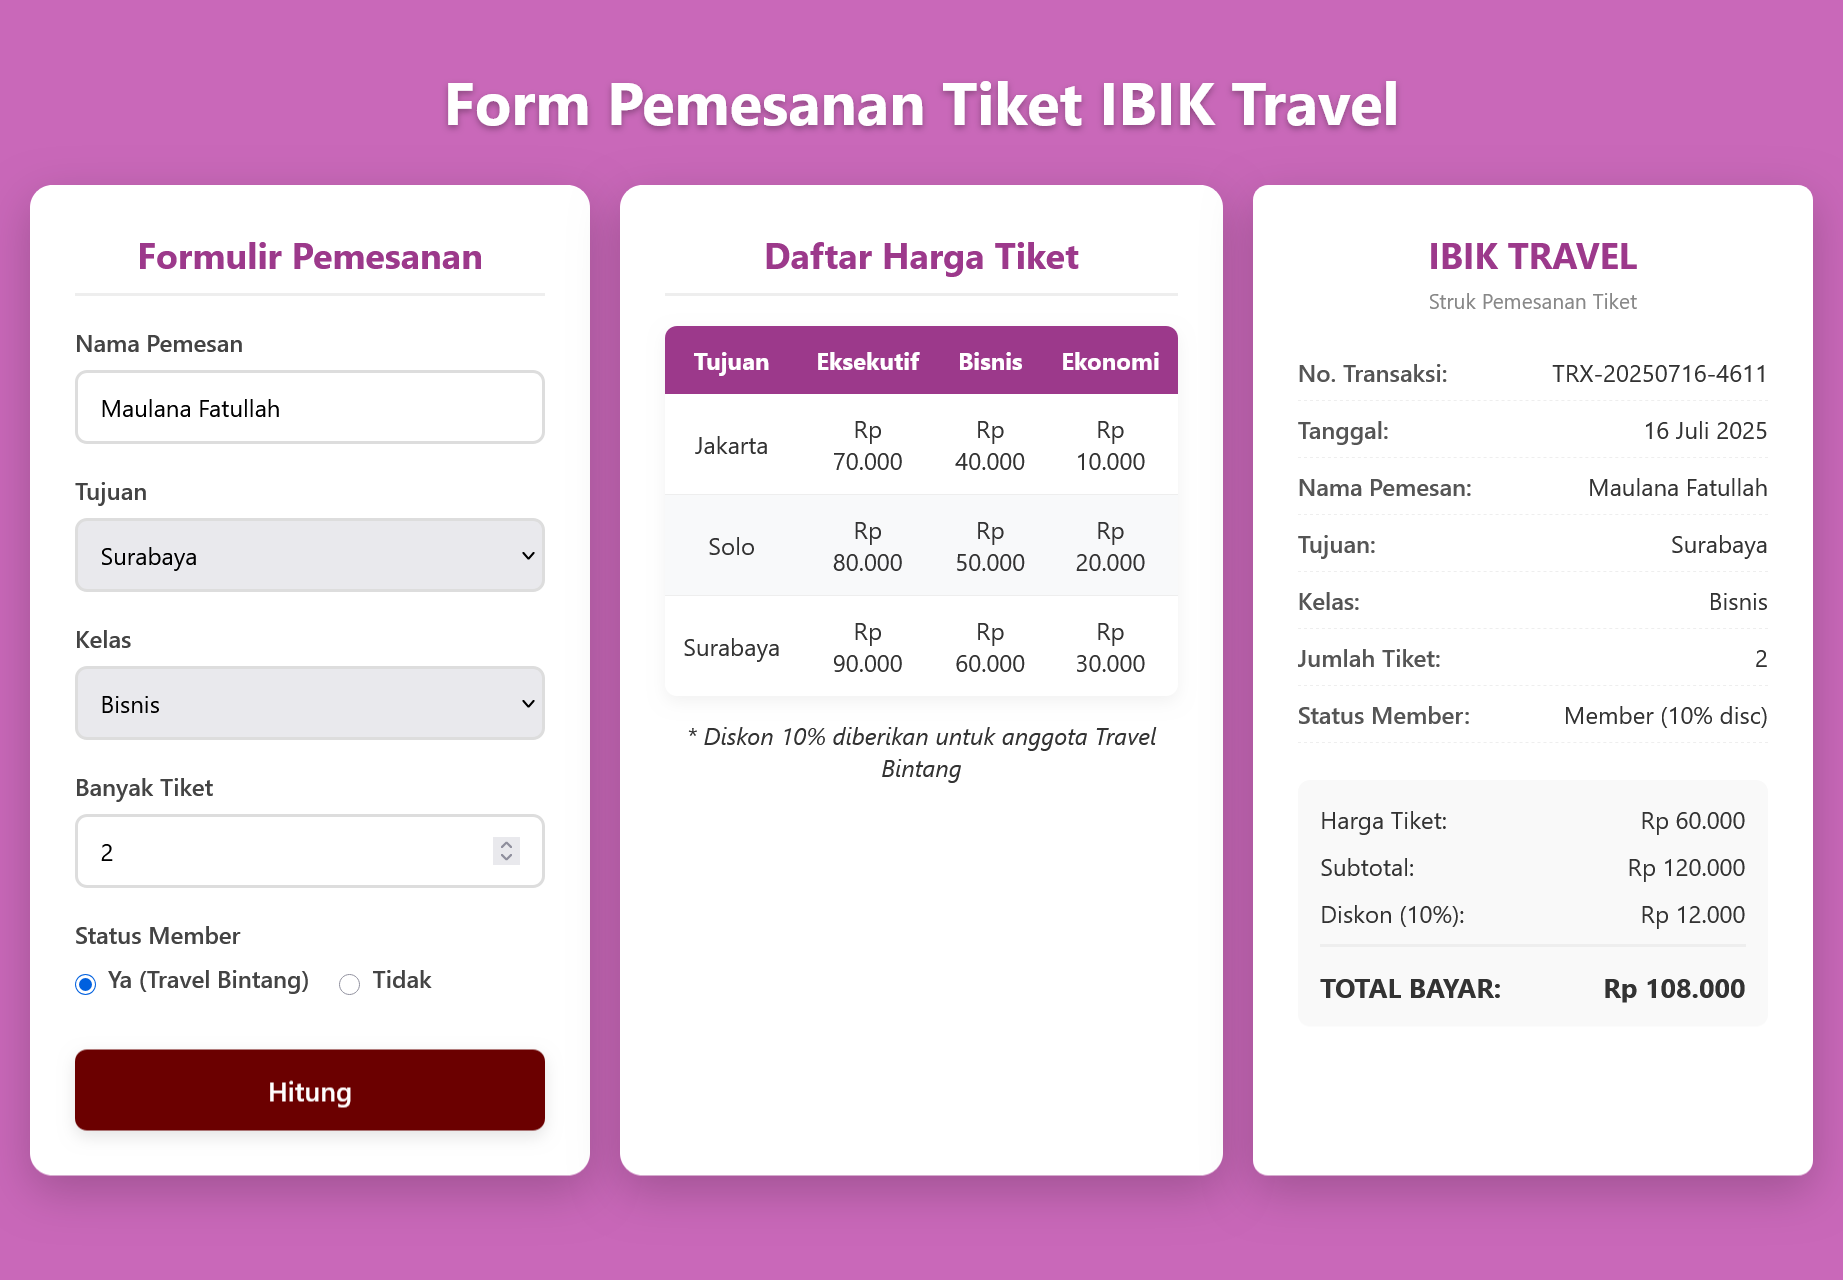 Form Pemesanan Tiket IBIK Travel
Formulir Pemesanan
Nama Pemesan
Maulana Fatullah
Tujuan
Surabaya
Kelas
Bisnis
Banyak Tiket
2
Status Member
Ya (Travel Bintang) Tidak
Hitung
Daftar Harga Tiket
Tujuan Eksekutif Bisnis Ekonomi
Jakarta Rp 70.000 Rp 40.000 Rp 10.000
Solo Rp 80.000 Rp 50.000 Rp 20.000
Surabaya Rp 90.000 Rp 60.000 Rp 30.000
* Diskon 10% diberikan untuk anggota Travel
Bintang
IBIK TRAVEL
Struk Pemesanan Tiket
No. Transaksi: TRX-20250716-4611
Tanggal: 16 Juli 2025
Nama Pemesan: Maulana Fatullah
Tujuan: Surabaya
Kelas: Bisnis
Jumlah Tiket: 2
Status Member: Member (10% disc)
Harga Tiket: Rp 60.000
Subtotal: Rp 120.000
Diskon (10%): Rp 12.000
TOTAL BAYAR: Rp 108.000